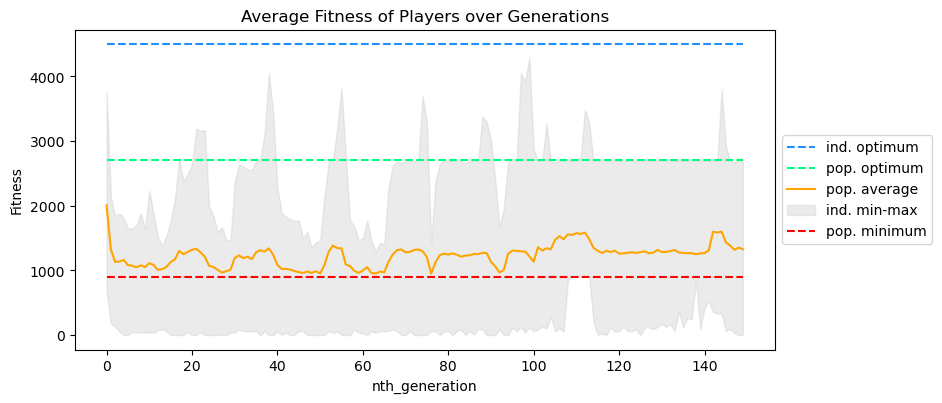 Average Fitness of Players over Generations
Fitness
4000
3000
2000
1000
0
0 20 40 60 80 100 120 140
nth_generation
ind. optimum
pop. optimum
pop. average
ind. min-max
pop. minimum